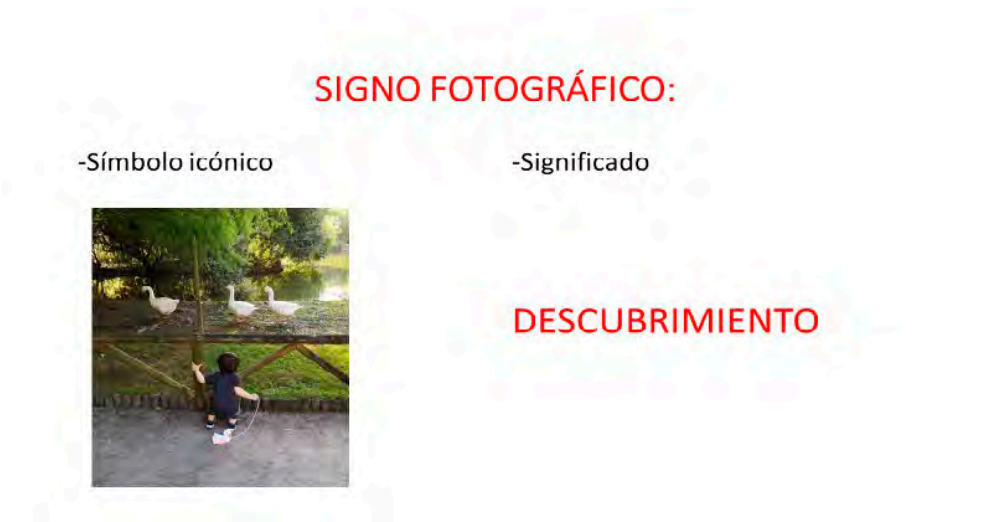 SIGNO FOTOGRÁFICO:
-Símbolo icónico
-Significado
DESCUBRIMIENTO